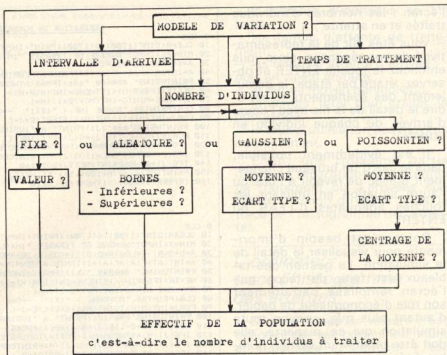 MODELE DE VARIATION ?
INTERVALLE D'ARRIVEE
TEMPS DE TRAITEMENT
NOMBRE D'INDIVIDUS
FIXE ? ou ALEATOIRE ? ou GAUSSIEN ? ou POISSONNIEN ?
VALEUR ?
BORNES
- Inférieures ?
- Supérieures ?
MOYENNE ?
ECART TYPE ?
MOYENNE ?
ECART TYPE ?
CENTRAGE DE
LA MOYENNE ?
EFFECTIF DE LA POPULATION
c'est-à-dire le nombre d'individus à traiter